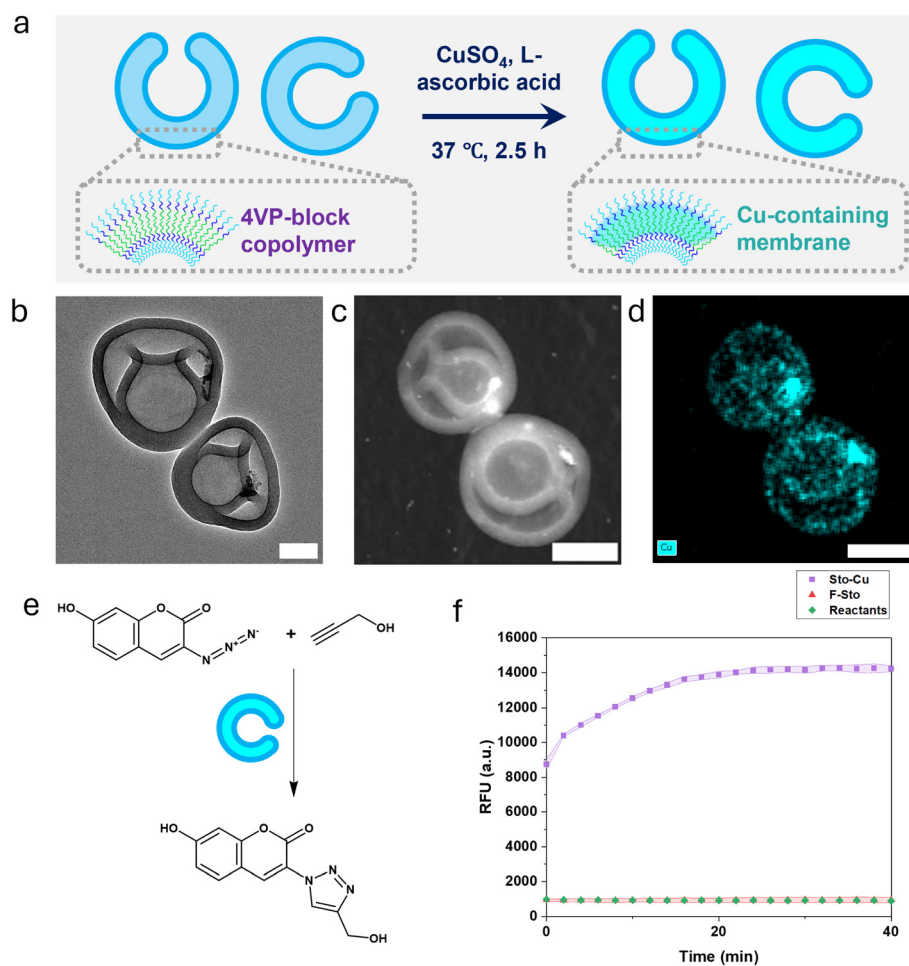 a
CuSO₄, L-
ascorbic acid
37 ℃, 2.5 h
4VP-block
copolymer
Cu-containing
membrane
b
c
d
Cu
e
HO
O
O
N
N⁺
N⁻
+
OH
HO
O
O
N
N
N
OH
f
Sto-Cu
F-Sto
Reactants
16000
14000
12000
10000
8000
6000
4000
2000
0
RFU (a.u.)
0
20
40
Time (min)